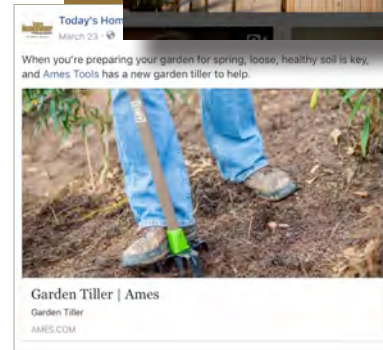 Today's Hom
March 23 ·
When you're preparing your garden for spring, loose, healthy soil is key,
and Ames Tools has a new garden tiller to help.
Garden Tiller | Ames
Garden Tiller
AMES.COM